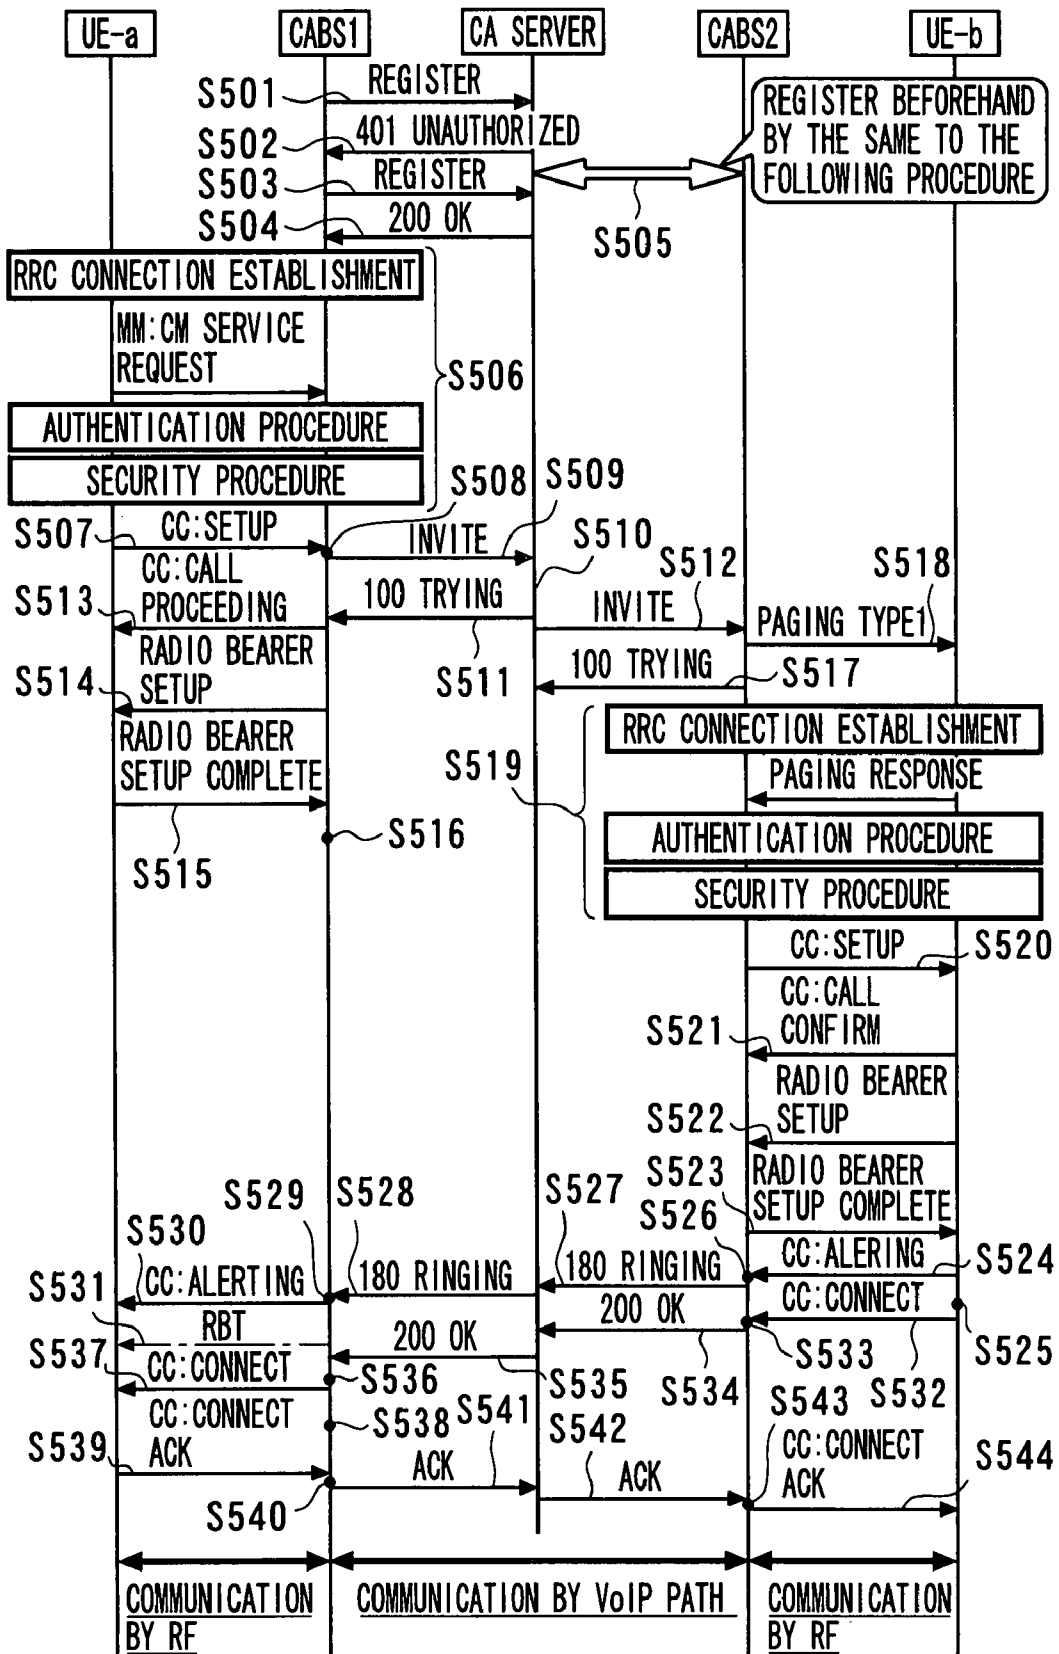 UE-a CABS1 CA SERVER CABS2 UE-b
S501 REGISTER
REGISTER BEFOREHAND
BY THE SAME TO THE
FOLLOWING PROCEDURE
S502 401 UNAUTHORIZED
S503 REGISTER
S504 200 OK
S505
RRC CONNECTION ESTABLISHMENT
MM:CM SERVICE
REQUEST
S506
AUTHENTICATION PROCEDURE
SECURITY PROCEDURE
S507 CC:SETUP S508 INVITE S509
S510
CC:CALL
PROCEEDING
S513
100 TRYING
S511
INVITE
S512
PAGING TYPE1
S518
RADIO BEARER
SETUP
S514
100 TRYING
S517
RADIO BEARER
SETUP COMPLETE
S515
S516
S519
RRC CONNECTION ESTABLISHMENT
PAGING RESPONSE
AUTHENTICATION PROCEDURE
SECURITY PROCEDURE
CC:SETUP S520
CC:CALL
CONFIRM
S521
RADIO BEARER
SETUP
S522
S523 RADIO BEARER
SETUP COMPLETE
CC:ALERING S524
S525
S526
180 RINGING S527
180 RINGING S528
S529
S530 CC:ALERTING
S531 RBT
CC:CONNECT
S532
S533
200 OK
S534
200 OK
S535
S536
S537 CC:CONNECT
S538
S539 CC:CONNECT
ACK
S540
ACK S541
ACK S542
S543
CC:CONNECT
ACK
S544
COMMUNICATION
BY RF
COMMUNICATION BY VoIP PATH
COMMUNICATION
BY RF